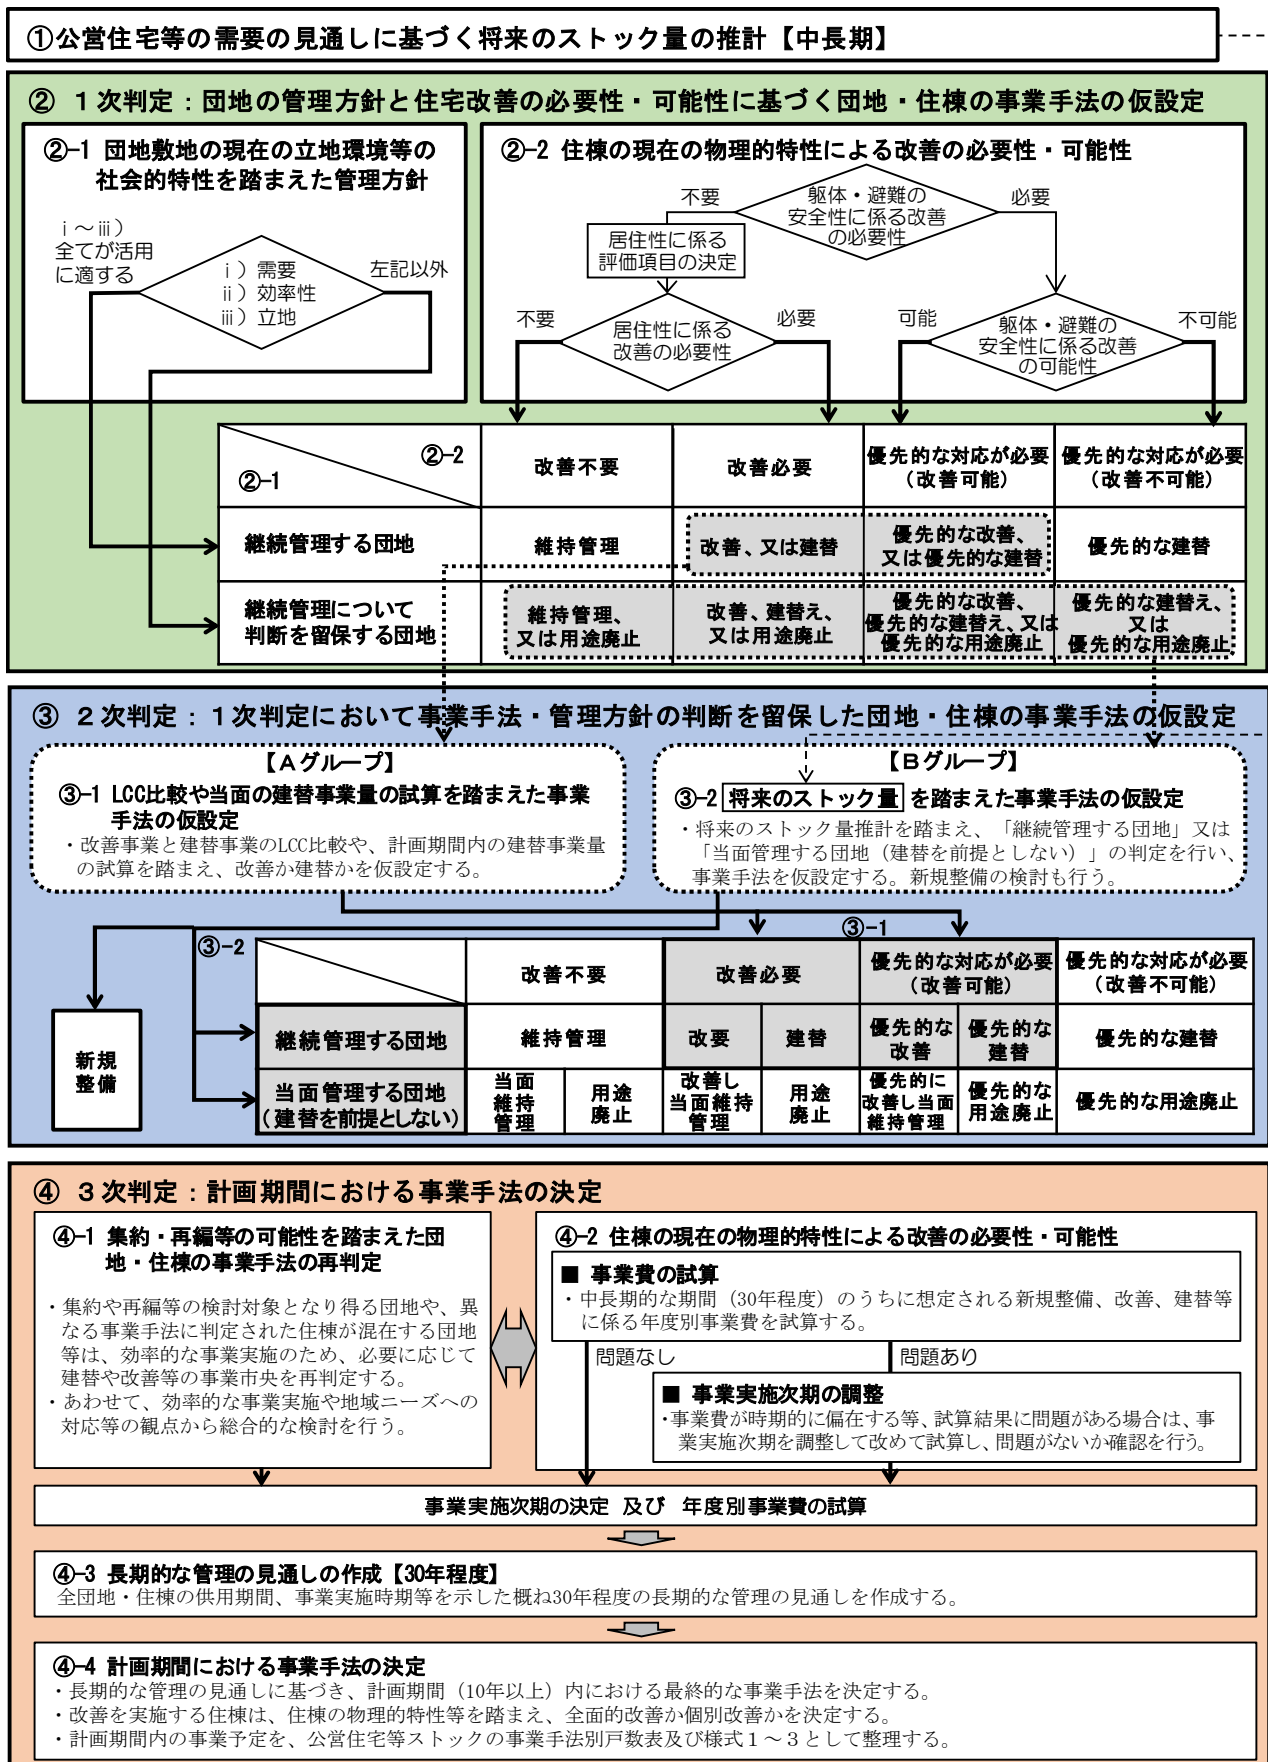 ①公営住宅等の需要の見通しに基づく将来のストック量の推計【中長期】
② １次判定：団地の管理方針と住宅改善の必要性・可能性に基づく団地・住棟の事業手法の仮設定
②-1 団地敷地の現在の立地環境等の
社会的特性を踏まえた管理方針
ⅰ～ⅲ）
全てが活用
に適する
ⅰ）需要
ⅱ）効率性
ⅲ）立地
左記以外
②-2 住棟の現在の物理的特性による改善の必要性・可能性
不要
躯体・避難の
安全性に係る改善
の必要性
必要
居住性に係る
評価項目の決定
不要
居住性に係る
改善の必要性
必要
可能
躯体・避難の
安全性に係る改善
の可能性
不可能
②-2
②-1
改善不要
改善必要
優先的な対応が必要
（改善可能）
優先的な対応が必要
（改善不可能）
継続管理する団地
維持管理
改善、又は建替
優先的な改善、
又は優先的な建替
優先的な建替
継続管理について
判断を留保する団地
維持管理、
又は用途廃止
改善、建替え、
又は用途廃止
優先的な改善、
優先的な建替え、又は
優先的な用途廃止
優先的な建替え、
又は
優先的な用途廃止
③ ２次判定：１次判定において事業手法・管理方針の判断を留保した団地・住棟の事業手法の仮設定
【Ａグループ】
③-1 LCC比較や当面の建替事業量の試算を踏まえた事業
手法の仮設定
・改善事業と建替事業のLCC比較や、計画期間内の建替事業量
の試算を踏まえ、改善か建替かを仮設定する。
【Ｂグループ】
③-2 将来のストック量 を踏まえた事業手法の仮設定
・将来のストック量推計を踏まえ、「継続管理する団地」又は
「当面管理する団地（建替を前提としない）」の判定を行い、
事業手法を仮設定する。新規整備の検討も行う。
③-1
③-2
改善不要
改善必要
優先的な対応が必要
（改善可能）
優先的な対応が必要
（改善不可能）
新規
整備
継続管理する団地
維持管理
改要
建替
優先的な
改善
優先的な
建替
優先的な建替
当面管理する団地
（建替を前提としない）
当面
維持
管理
用途
廃止
改善し
当面維持
管理
用途
廃止
優先的に
改善し当面
維持管理
優先的な
用途廃止
優先的な用途廃止
④ ３次判定：計画期間における事業手法の決定
④-1 集約・再編等の可能性を踏まえた団
地・住棟の事業手法の再判定
・集約や再編等の検討対象となり得る団地や、異
なる事業手法に判定された住棟が混在する団地
等は、効率的な事業実施のため、必要に応じて
建替や改善等の事業市央を再判定する。
・あわせて、効率的な事業実施や地域ニーズへの
対応等の観点から総合的な検討を行う。
④-2 住棟の現在の物理的特性による改善の必要性・可能性
■ 事業費の試算
・中長期的な期間（30年程度）のうちに想定される新規整備、改善、建替等
に係る年度別事業費を試算する。
問題なし
問題あり
■ 事業実施次期の調整
・事業費が時期的に偏在する等、試算結果に問題がある場合は、事
業実施次期を調整して改めて試算し、問題がないか確認を行う。
事業実施次期の決定 及び 年度別事業費の試算
④-3 長期的な管理の見通しの作成【30年程度】
全団地・住棟の供用期間、事業実施時期等を示した概ね30年程度の長期的な管理の見通しを作成する。
④-4 計画期間における事業手法の決定
・長期的な管理の見通しに基づき、計画期間（10年以上）内における最終的な事業手法を決定する。
・改善を実施する住棟は、住棟の物理的特性等を踏まえ、全面的改善か個別改善かを決定する。
・計画期間内の事業予定を、公営住宅等ストックの事業手法別戸数表及び様式１～３として整理する。